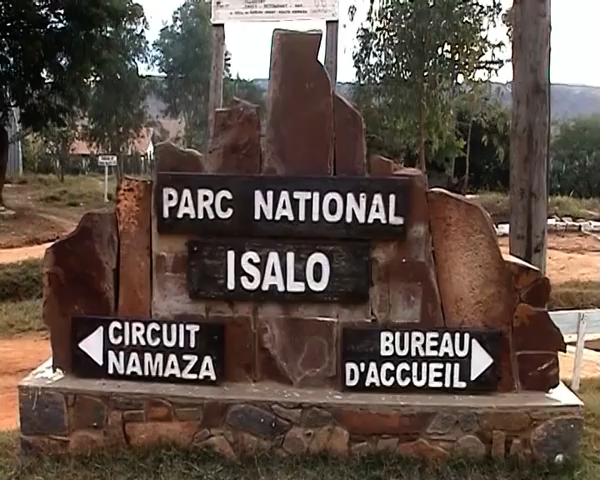 PARC NATIONAL
ISALO
CIRCUIT
NAMAZA
BUREAU
D'ACCUEIL